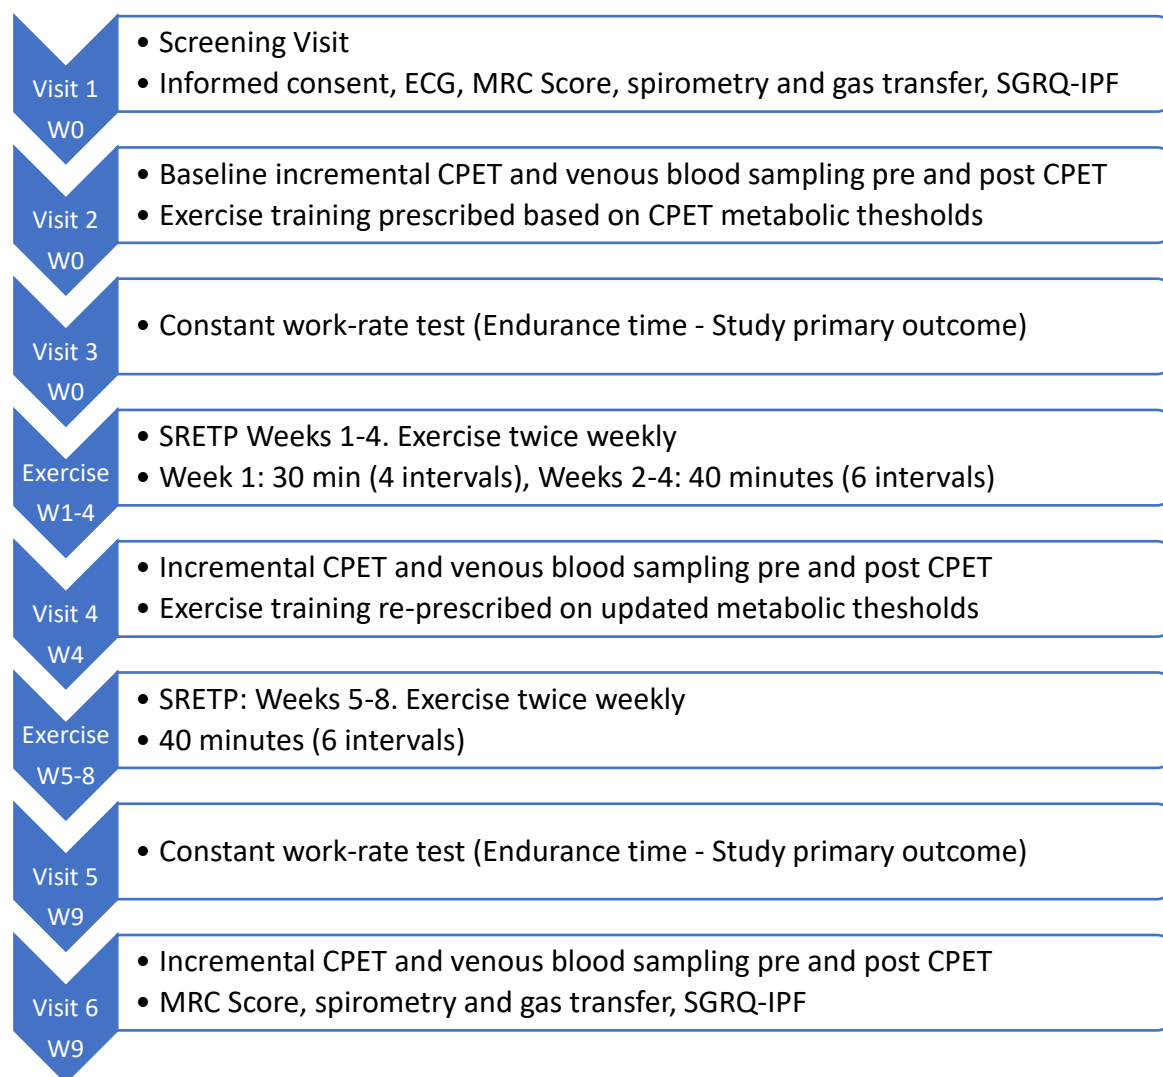 Visit 1
W0
• Screening Visit
• Informed consent, ECG, MRC Score, spirometry and gas transfer, SGRQ-IPF
Visit 2
W0
• Baseline incremental CPET and venous blood sampling pre and post CPET
• Exercise training prescribed based on CPET metabolic thesholds
Visit 3
W0
• Constant work-rate test (Endurance time - Study primary outcome)
Exercise
W1-4
• SRETP Weeks 1-4. Exercise twice weekly
• Week 1: 30 min (4 intervals), Weeks 2-4: 40 minutes (6 intervals)
Visit 4
W4
• Incremental CPET and venous blood sampling pre and post CPET
• Exercise training re-prescribed on updated metabolic thesholds
Exercise
W5-8
• SRETP: Weeks 5-8. Exercise twice weekly
• 40 minutes (6 intervals)
Visit 5
W9
• Constant work-rate test (Endurance time - Study primary outcome)
Visit 6
W9
• Incremental CPET and venous blood sampling pre and post CPET
• MRC Score, spirometry and gas transfer, SGRQ-IPF